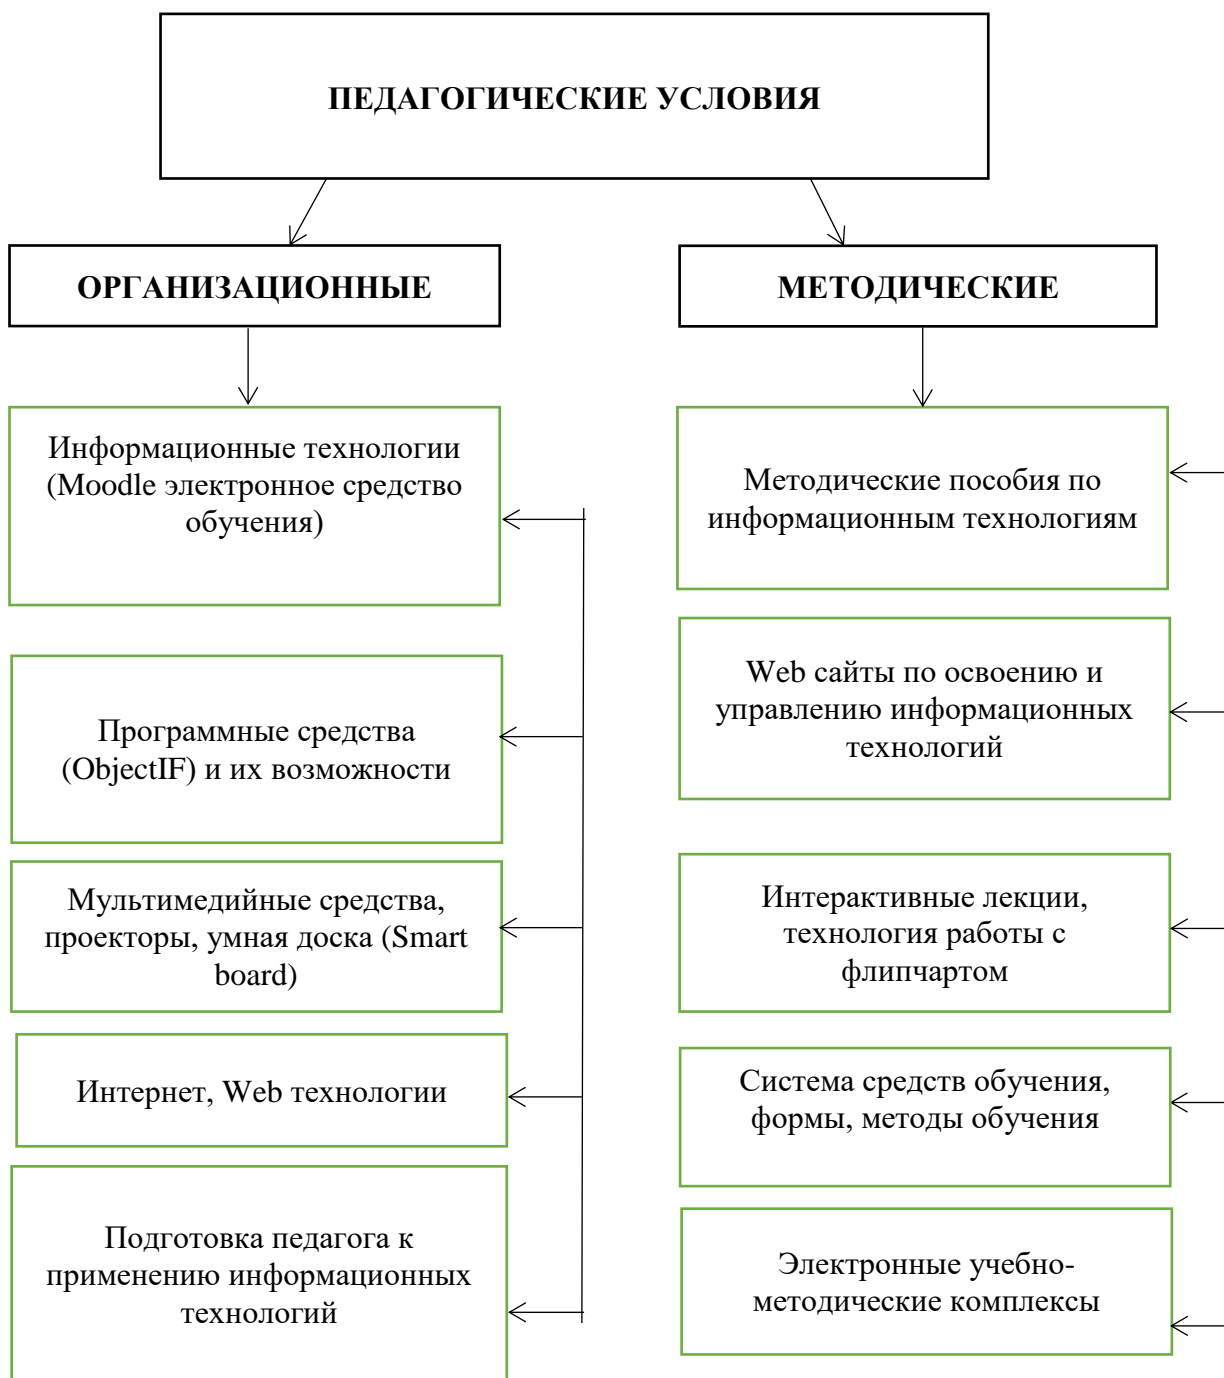 ПЕДАГОГИЧЕСКИЕ УСЛОВИЯ
ОРГАНИЗАЦИОННЫЕ
Информационные технологии
(Moodle электронное средство
обучения)
Программные средства
(ObjectIF) и их возможности
Мультимедийные средства,
проекторы, умная доска (Smart
board)
Интернет, Web технологии
Подготовка педагога к
применению информационных
технологий
МЕТОДИЧЕСКИЕ
Методические пособия по
информационным технологиям
Web сайты по освоению и
управлению информационных
технологий
Интерактивные лекции,
технология работы с
флипчартом
Система средств обучения,
формы, методы обучения
Электронные учебно-
методические комплексы